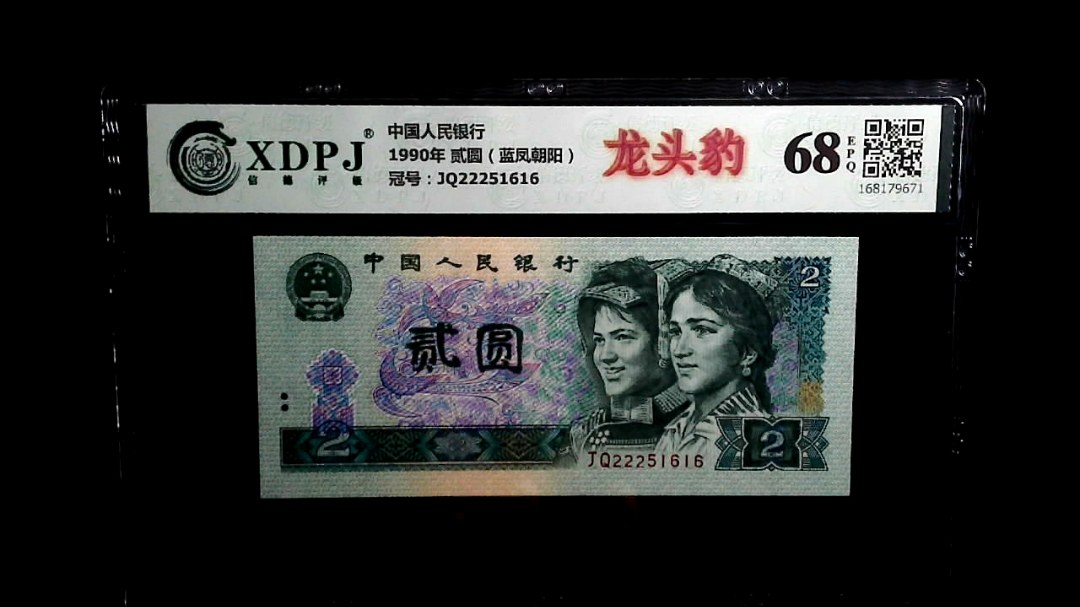 XDPJ®
信德评级
中国人民银行
1990年 贰圆（蓝凤朝阳）
冠号：JQ22251616
龙头豹
68
EPQ
168179671
中国人民银行
贰圆
2
2
2
JQ22251616